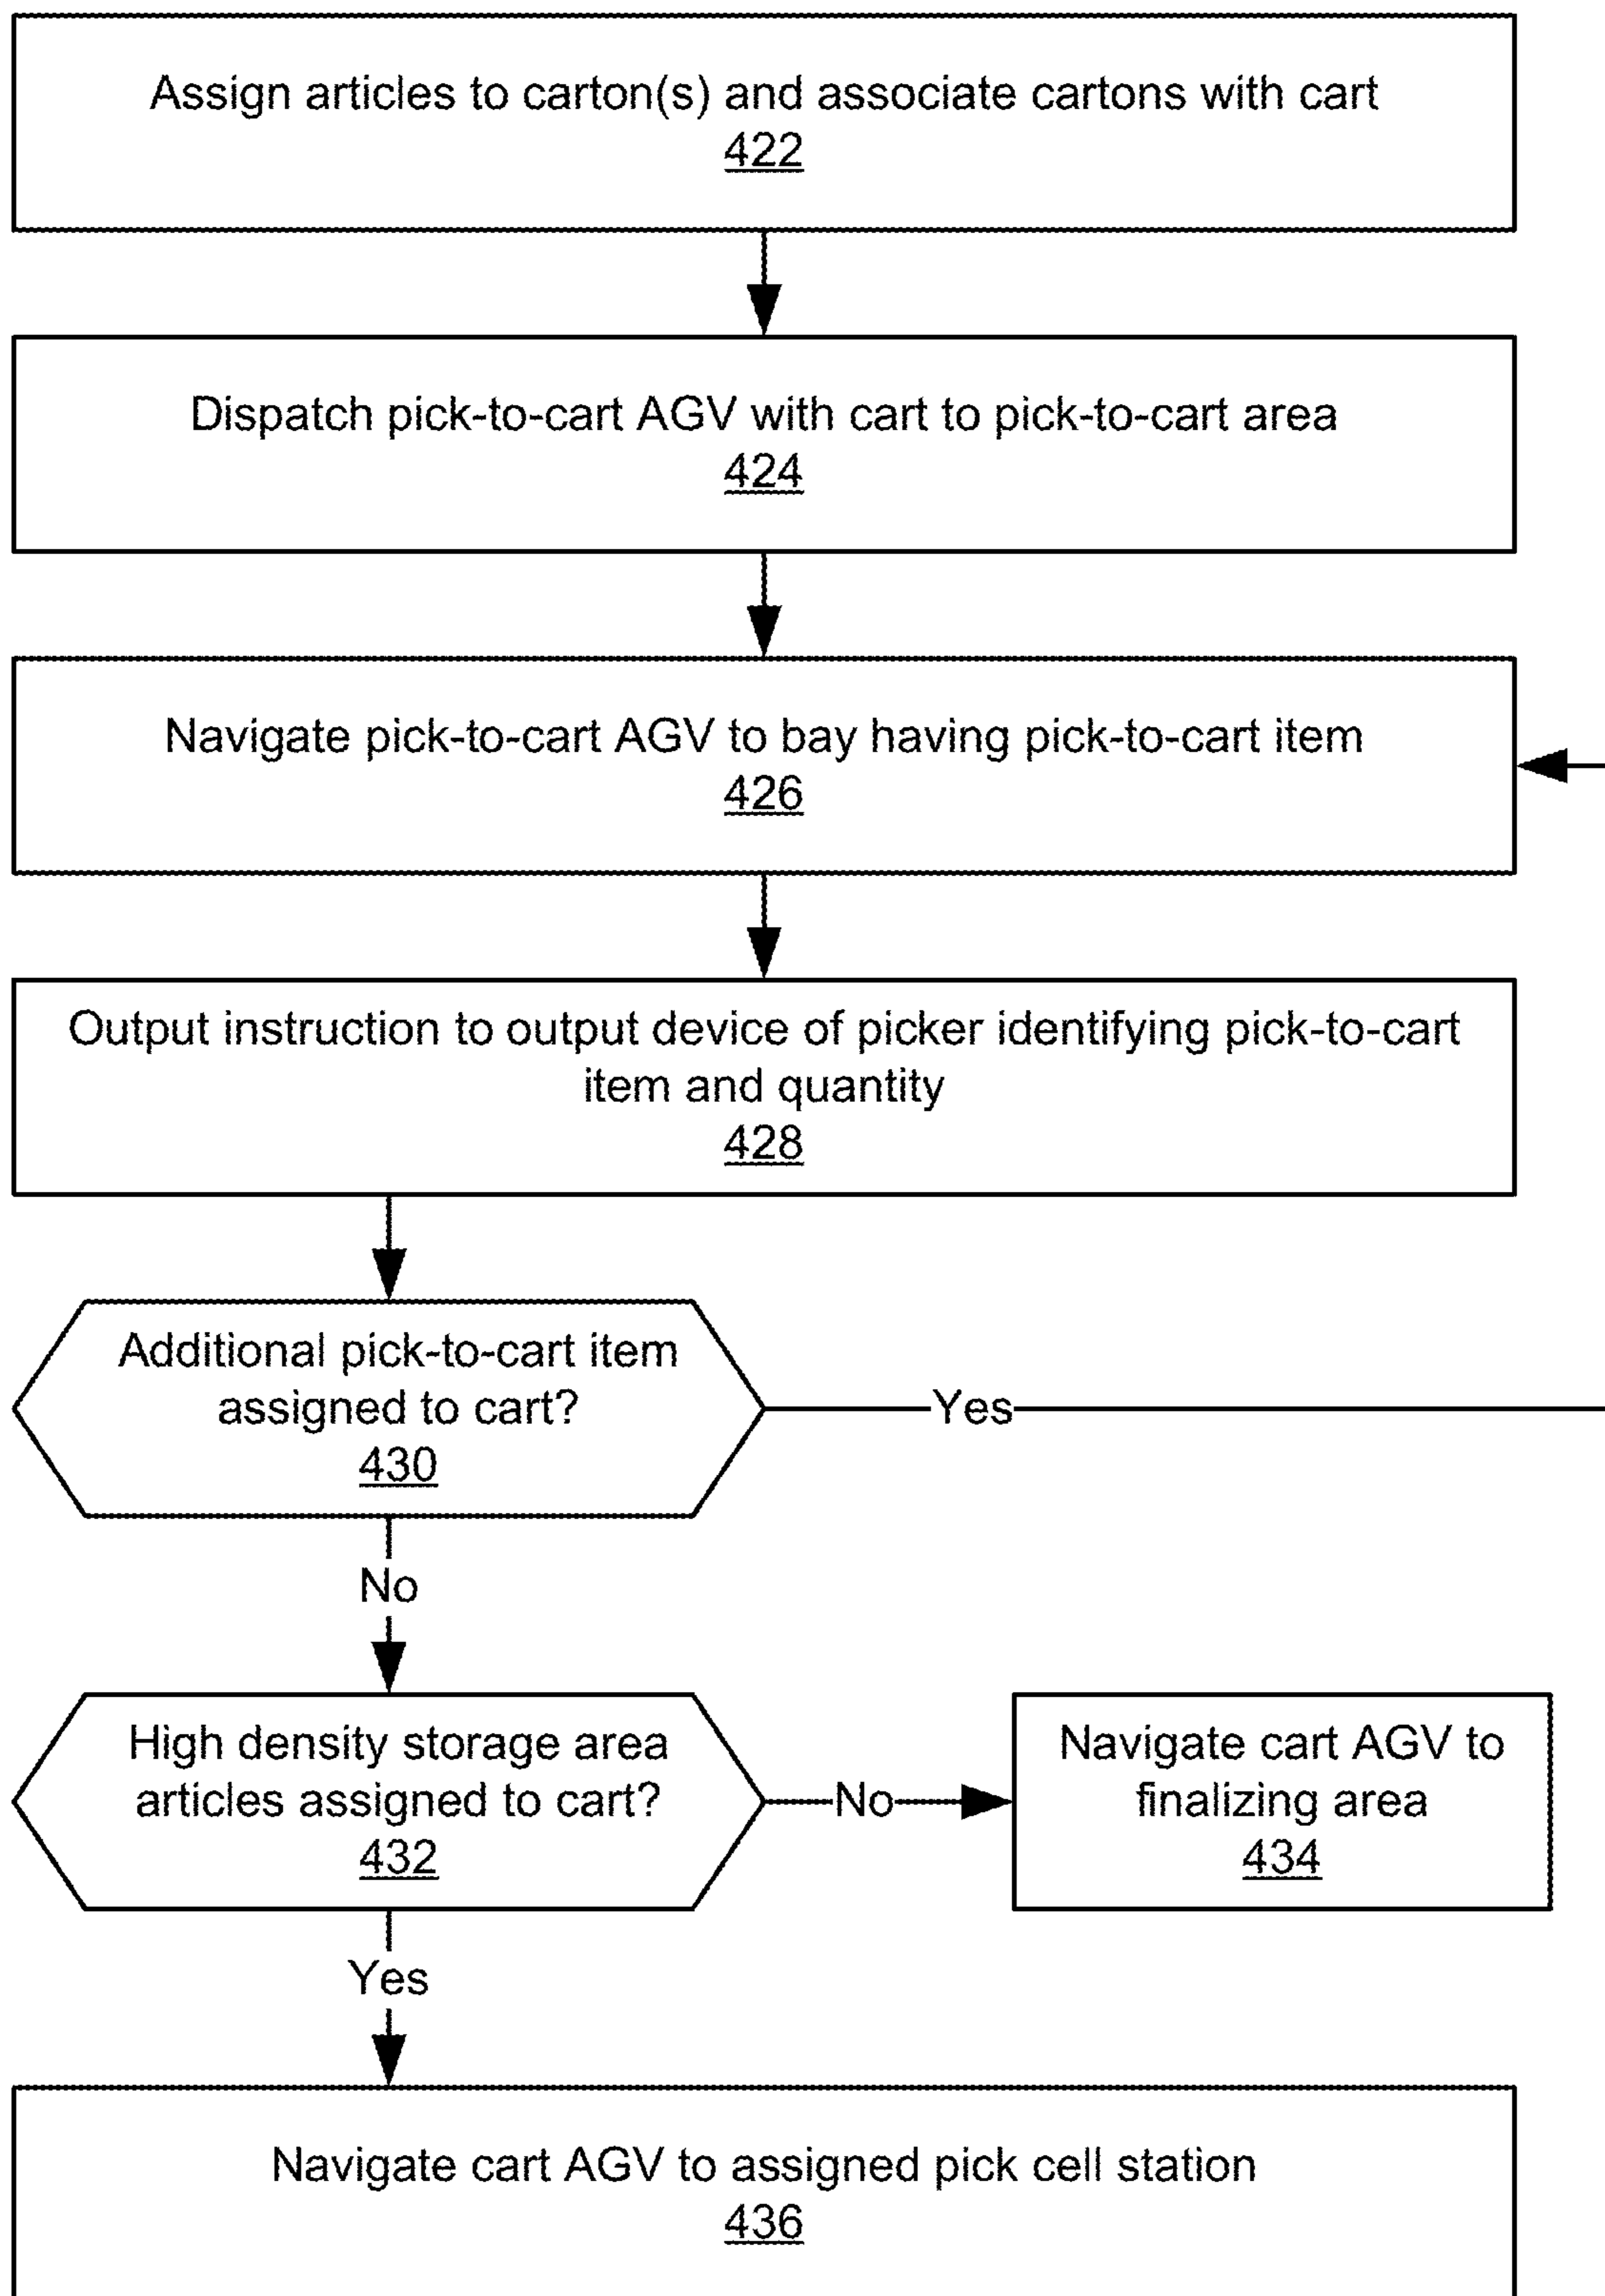 Assign articles to carton(s) and associate cartons with cart
422
Dispatch pick-to-cart AGV with cart to pick-to-cart area
424
Navigate pick-to-cart AGV to bay having pick-to-cart item
426
Output instruction to output device of picker identifying pick-to-cart
item and quantity
428
Additional pick-to-cart item
assigned to cart?
430
Yes
No
High density storage area
articles assigned to cart?
432
No
Navigate cart AGV to
finalizing area
434
Yes
Navigate cart AGV to assigned pick cell station
436